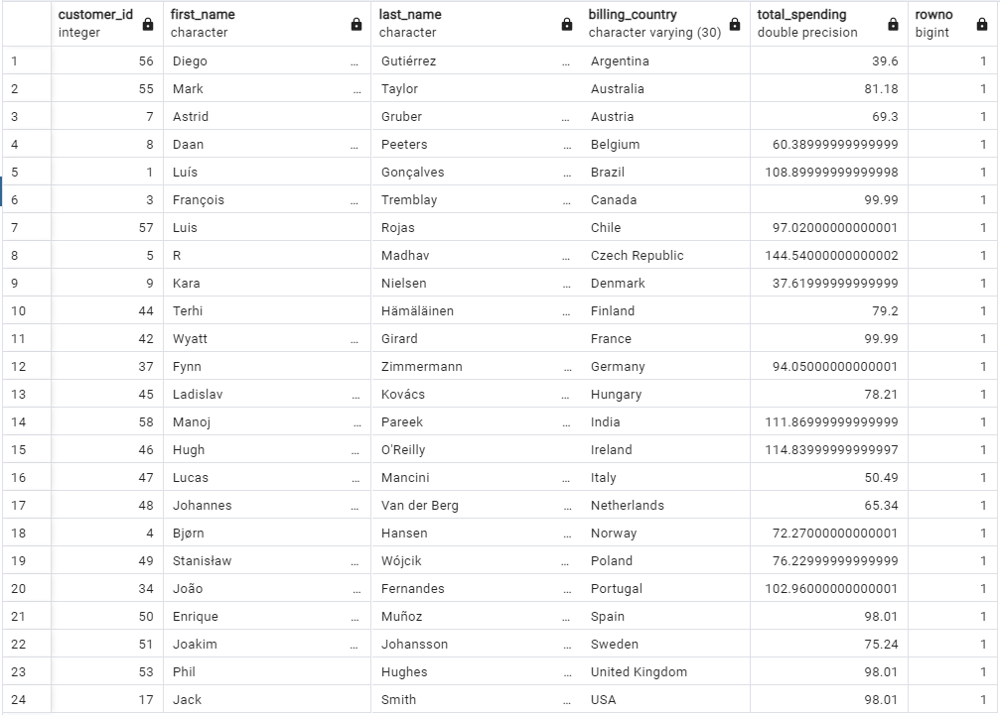 customer_id first_name last_name billing_country total_spending rowno
integer character character character varying (30) double precision bigint
1 56 Diego ... Gutiérrez ... Argentina 39.6 1
2 55 Mark ... Taylor Australia 81.18 1
3 7 Astrid Gruber ... Austria 69.3 1
4 8 Daan ... Peeters ... Belgium 60.38999999999999 1
5 1 Luís Gonçalves ... Brazil 108.89999999999998 1
6 3 François ... Tremblay ... Canada 99.99 1
7 57 Luis Rojas Chile 97.02000000000001 1
8 5 R Madhav ... Czech Republic 144.54000000000002 1
9 9 Kara Nielsen ... Denmark 37.61999999999999 1
10 44 Terhi Hämäläinen ... Finland 79.2 1
11 42 Wyatt ... Girard France 99.99 1
12 37 Fynn Zimmermann ... Germany 94.05000000000001 1
13 45 Ladislav ... Kovács ... Hungary 78.21 1
14 58 Manoj ... Pareek ... India 111.86999999999999 1
15 46 Hugh ... O'Reilly Ireland 114.83999999999997 1
16 47 Lucas ... Mancini ... Italy 50.49 1
17 48 Johannes ... Van der Berg ... Netherlands 65.34 1
18 4 Bjørn Hansen ... Norway 72.27000000000001 1
19 49 Stanisław ... Wójcik ... Poland 76.22999999999999 1
20 34 João ... Fernandes ... Portugal 102.96000000000001 1
21 50 Enrique ... Muñoz ... Spain 98.01 1
22 51 Joakim ... Johansson ... Sweden 75.24 1
23 53 Phil Hughes ... United Kingdom 98.01 1
24 17 Jack Smith ... USA 98.01 1